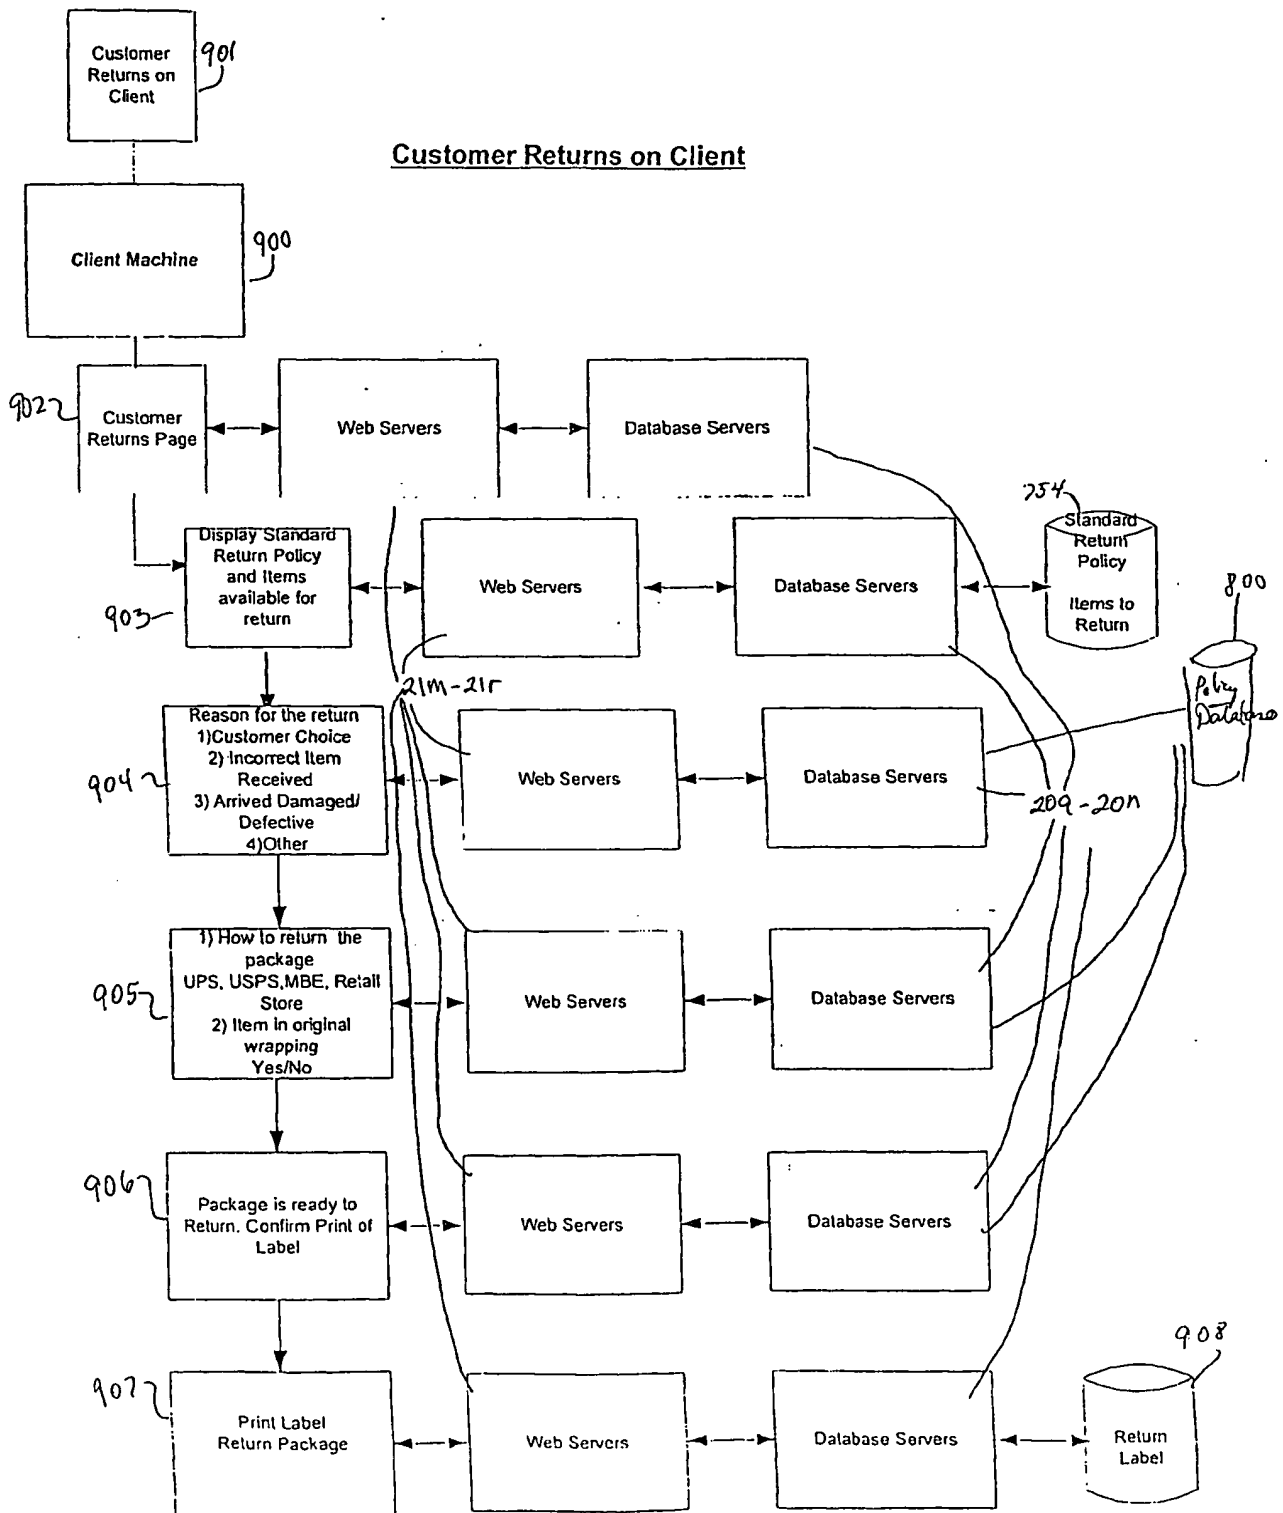 Customer
Returns on
Client
901
Customer Returns on Client
Client Machine
900
902
Customer
Returns Page
Web Servers
Database Servers
903
Display Standard
Return Policy
and Items
available for
return
Web Servers
Database Servers
754
Standard
Return
Policy
Items to
Return
800
Policy
Database
21m-21r
904
Reason for the return
1)Customer Choice
2) Incorrect Item
Received
3) Arrived Damaged/
Defective
4)Other
Web Servers
Database Servers
20q-20n
905
1) How to return the
package
UPS, USPS,MBE, Retail
Store
2) Item in original
wrapping
Yes/No
Web Servers
Database Servers
906
Package is ready to
Return. Confirm Print of
Label
Web Servers
Database Servers
907
Print Label
Return Package
Web Servers
Database Servers
908
Return
Label